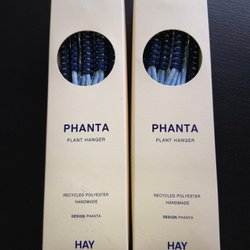 PHANTA
PLANT HANGER
RECYCLED POLYESTER
HANDMADE
DESIGN PHANTA
HAY
PHANTA
PLANT HANGER
RECYCLED POLYESTER
HANDMADE
DESIGN PHANTA
HAY